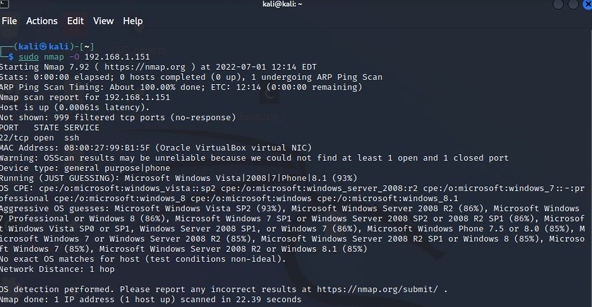 kali@kali: ~
File Actions Edit View Help
┌──(kali㉿kali)-[~]
└─$ sudo nmap -O 192.168.1.151
Starting Nmap 7.92 ( https://nmap.org ) at 2022-07-01 12:14 EDT
Stats: 0:00:00 elapsed; 0 hosts completed (0 up), 1 undergoing ARP Ping Scan
ARP Ping Scan Timing: About 100.00% done; ETC: 12:14 (0:00:00 remaining)
Nmap scan report for 192.168.1.151
Host is up (0.00061s latency).
Not shown: 999 filtered tcp ports (no-response)
PORT   STATE SERVICE
22/tcp open  ssh
MAC Address: 08:00:27:99:B1:5F (Oracle VirtualBox virtual NIC)
Warning: OSScan results may be unreliable because we could not find at least 1 open and 1 closed port
Device type: general purpose|phone
Running (JUST GUESSING): Microsoft Windows Vista|2008|7|Phone|8.1 (93%)
OS CPE: cpe:/o:microsoft:windows_vista::sp2 cpe:/o:microsoft:windows_server_2008:r2 cpe:/o:microsoft:windows_7::-:pr
ofessional cpe:/o:microsoft:windows_8 cpe:/o:microsoft:windows cpe:/o:microsoft:windows_8.1
Aggressive OS guesses: Microsoft Windows Vista SP2 (93%), Microsoft Windows Server 2008 R2 (86%), Microsoft Windows
7 Professional or Windows 8 (86%), Microsoft Windows 7 SP1 or Windows Server 2008 SP2 or 2008 R2 SP1 (86%), Microsof
t Windows Vista SP0 or SP1, Windows Server 2008 SP1, or Windows 7 (86%), Microsoft Windows Phone 7.5 or 8.0 (85%), M
icrosoft Windows 7 or Windows Server 2008 R2 (85%), Microsoft Windows Server 2008 R2 SP1 or Windows 8 (85%), Microso
ft Windows 7 (85%), Microsoft Windows Server 2008 R2 or Windows 8.1 (85%)
No exact OS matches for host (test conditions non-ideal).
Network Distance: 1 hop
OS detection performed. Please report any incorrect results at https://nmap.org/submit/ .
Nmap done: 1 IP address (1 host up) scanned in 22.39 seconds